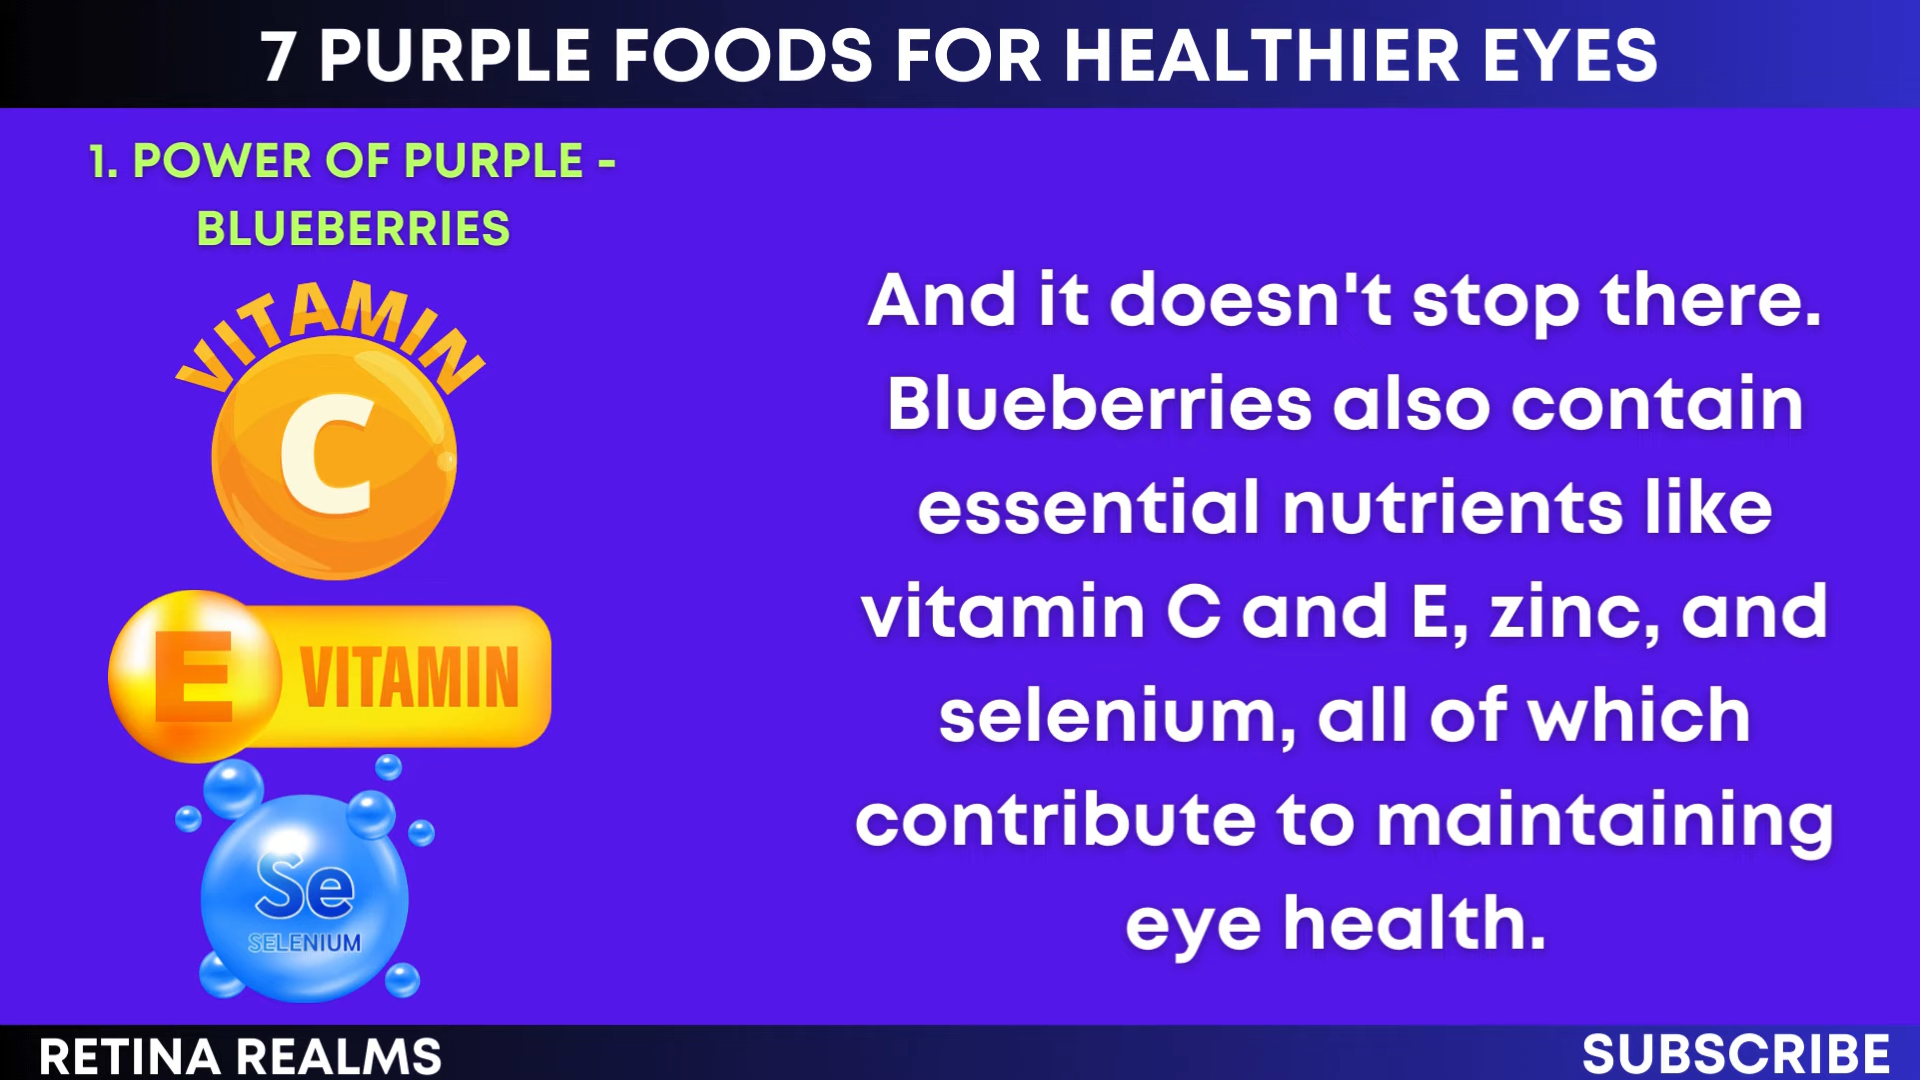 7 PURPLE FOODS FOR HEALTHIER EYES
1. POWER OF PURPLE -
BLUEBERRIES
VITAMIN
C
E VITAMIN
Se
SELENIUM
And it doesn't stop there.
Blueberries also contain
essential nutrients like
vitamin C and E, zinc, and
selenium, all of which
contribute to maintaining
eye health.
RETINA REALMS
SUBSCRIBE